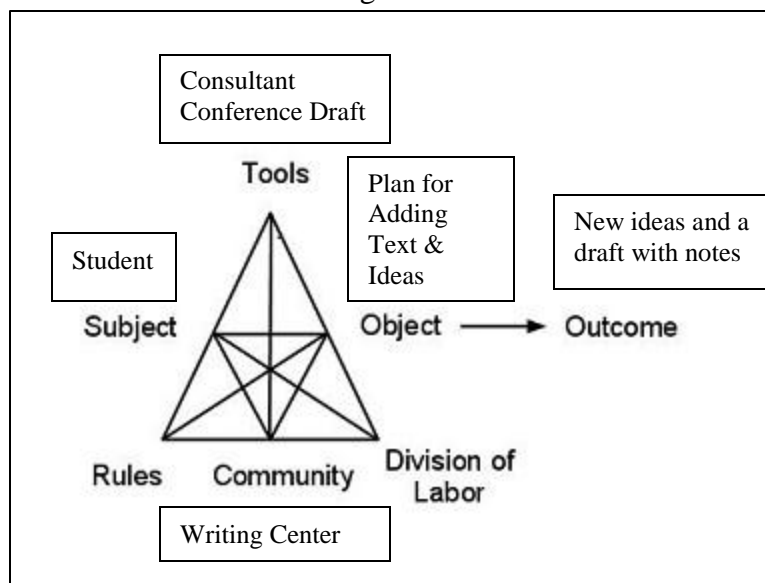 Consultant
Conference Draft
Tools
Plan for
Adding
Text &
Ideas
New ideas and a
draft with notes
Student
Subject
Object
Outcome
Rules
Community
Division of
Labor
Writing Center